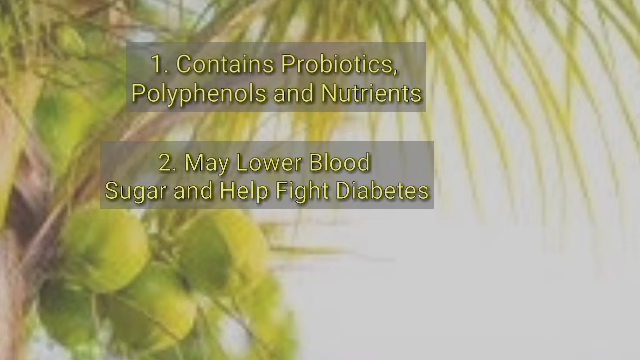 1. Contains Probiotics,
Polyphenols and Nutrients
2. May Lower Blood
Sugar and Help Fight Diabetes